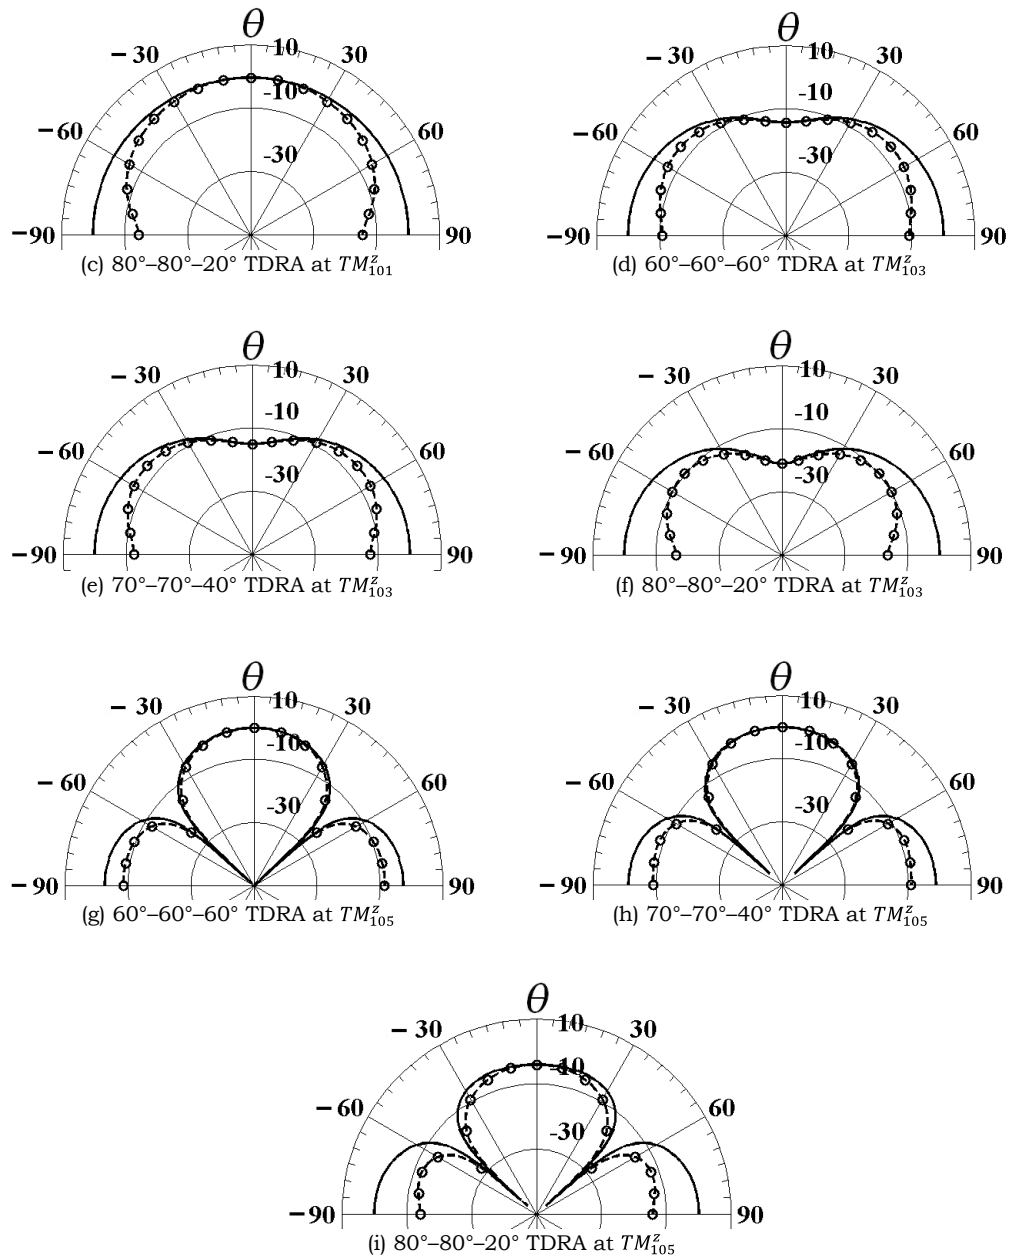 θ θ
− 30 10 30 − 30 10 30
-10 -10
− 60 60 − 60 60
-30 -30
−90 90 −90 90
(c) 80°–80°–20° TDRA at TM^z_101 (d) 60°–60°–60° TDRA at TM^z_103
θ θ
− 30 10 30 − 30 10 30
-10 -10
− 60 60 − 60 60
-30 -30
−90 90 −90 90
(e) 70°–70°–40° TDRA at TM^z_103 (f) 80°–80°–20° TDRA at TM^z_103
θ θ
− 30 10 30 − 30 10 30
-10 -10
− 60 60 − 60 60
-30 -30
−90 90 −90 90
(g) 60°–60°–60° TDRA at TM^z_105 (h) 70°–70°–40° TDRA at TM^z_105
θ
− 30 10 30
-10
− 60 60
-30
−90 90
(i) 80°–80°–20° TDRA at TM^z_105